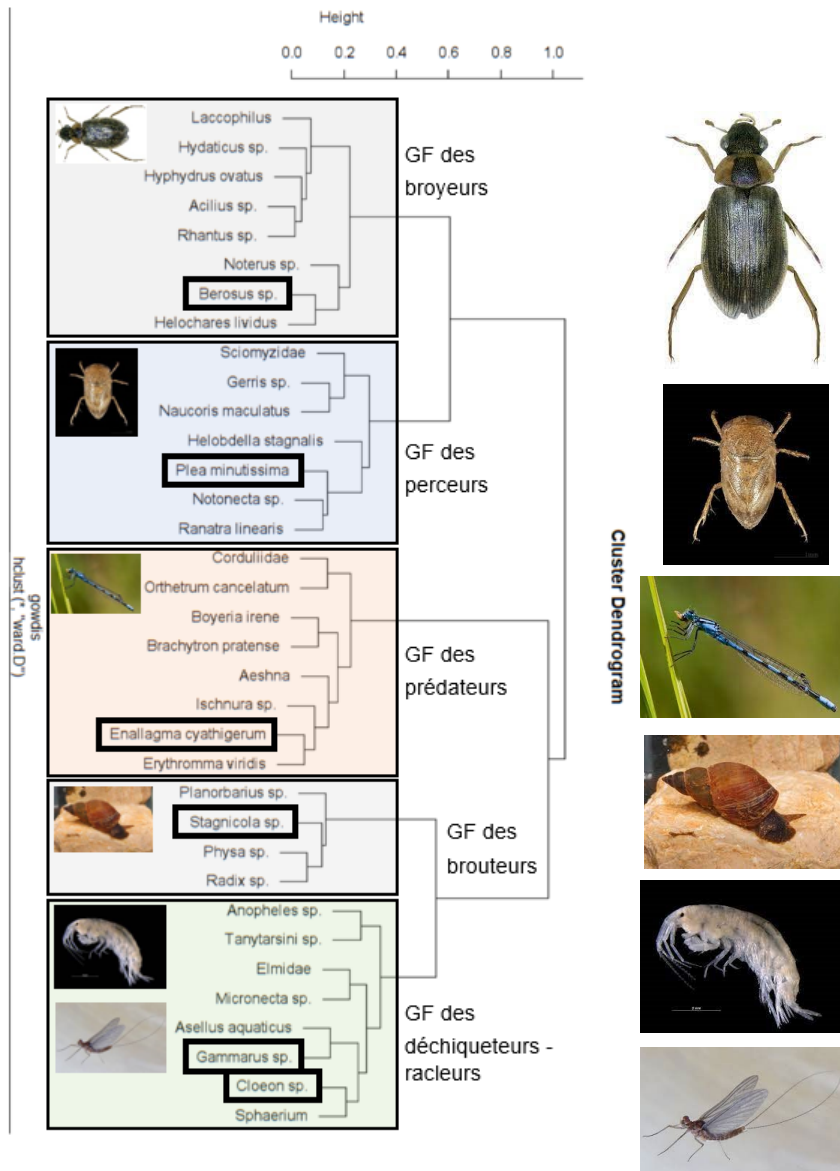 Height
0.0 0.2 0.4 0.6 0.8 1.0
Laccophilus
Hydaticus sp.
Hyphydrus ovatus
Acilius sp.
Rhantus sp.
Noterus sp.
Berosus sp.
Helochares lividus
GF des
broyeurs
Sciomyzidae
Gerris sp.
Naucoris maculatus
Helobdella stagnalis
Plea minutissima
Notonecta sp.
Ranatra linearis
GF des
perceurs
Corduliidae
Orthetrum cancelatum
Boyeria irene
Brachytron pratense
Aeshna
Ischnura sp.
Enallagma cyathigerum
Erythromma viridis
GF des
prédateurs
Planorbarius sp.
Stagnicola sp.
Physa sp.
Radix sp.
GF des
brouteurs
Anopheles sp.
Tanytarsini sp.
Elmidae
Micronecta sp.
Asellus aquaticus
Gammarus sp.
Cloeon sp.
Sphaerium
GF des
déchiqueteurs -
racleurs
Cluster Dendrogram
gowdis
hclust (*, "ward.D")